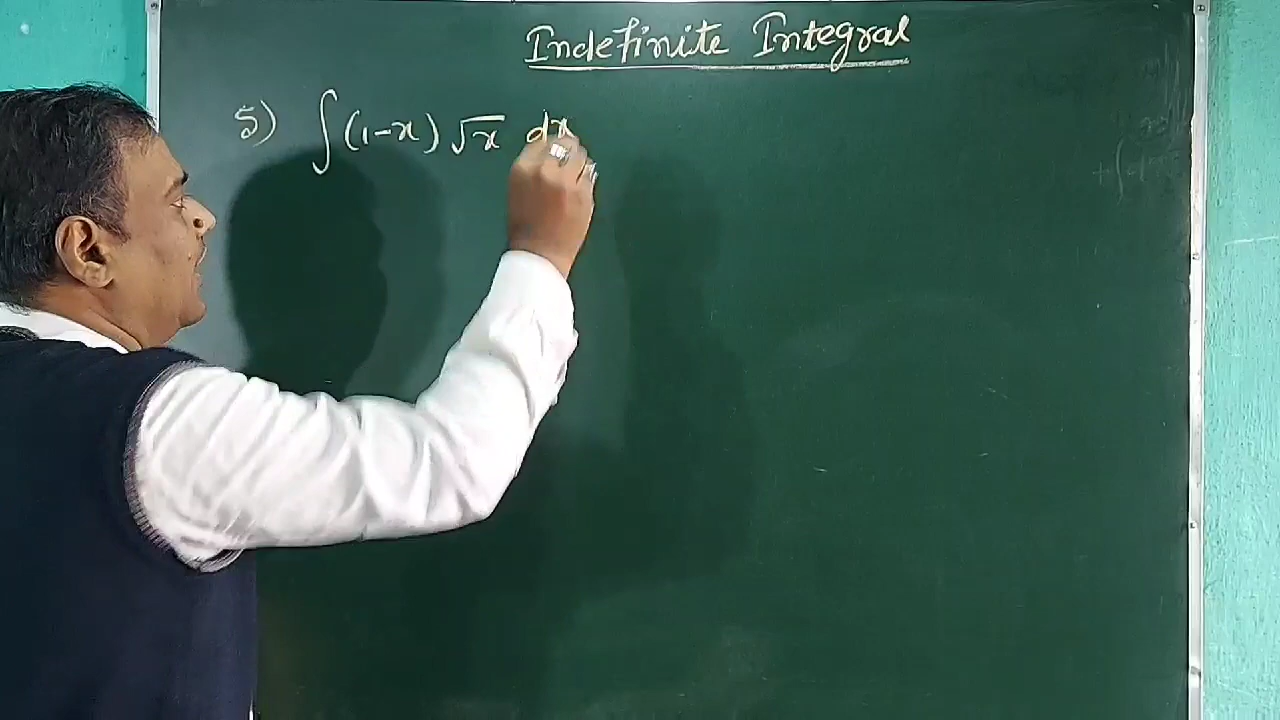 Indefinite Integral
5) ∫(1-x) √x dx